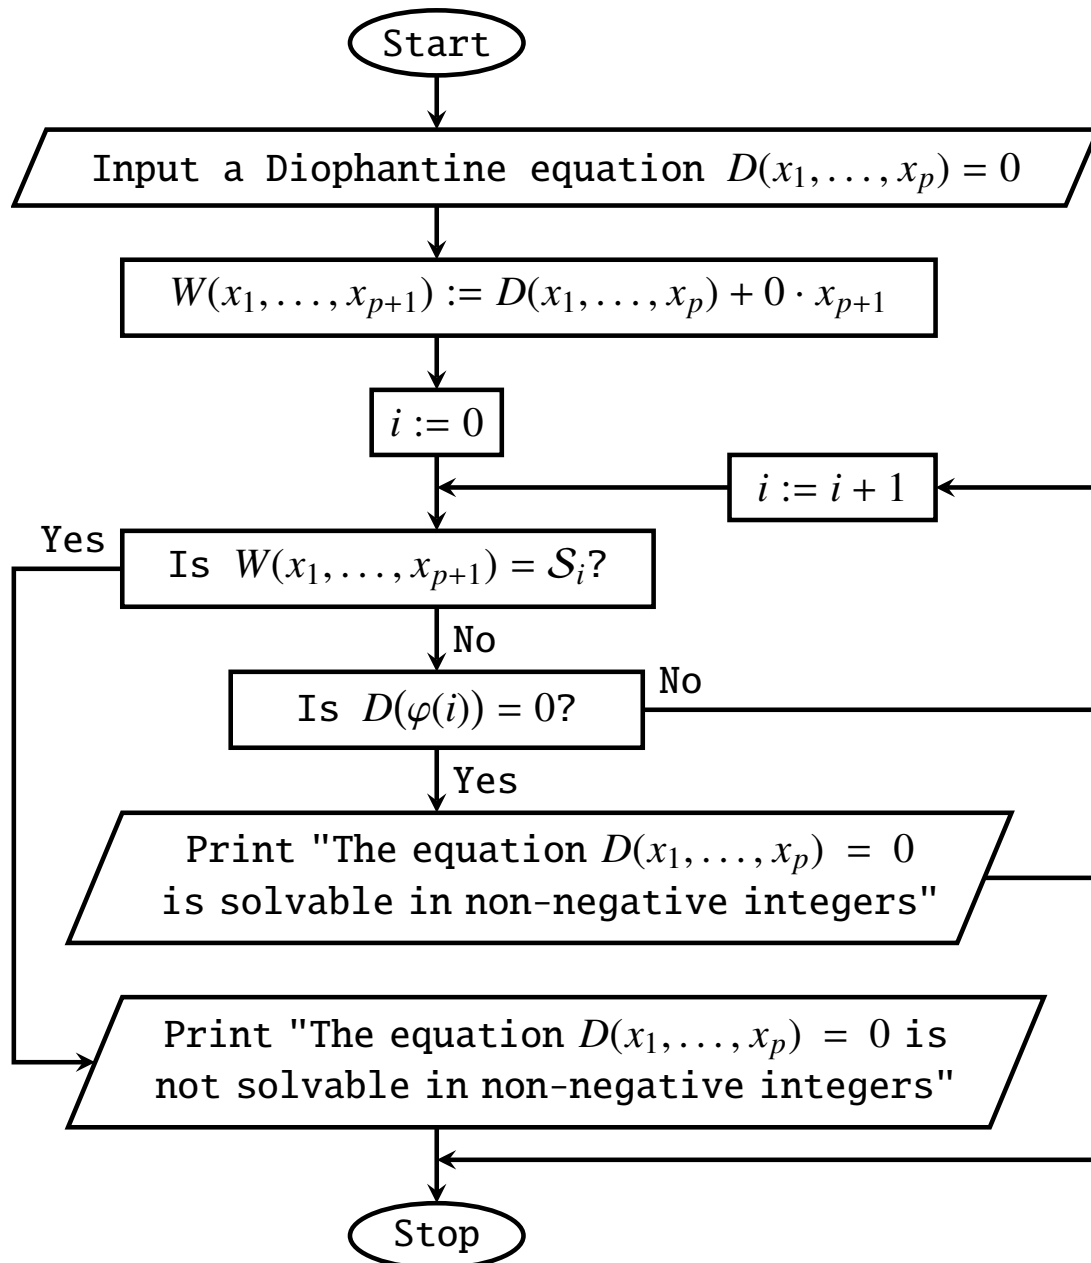 Start
Input a Diophantine equation D(x₁, . . . , xₚ) = 0
W(x₁, . . . , xₚ₊₁) := D(x₁, . . . , xₚ) + 0 · xₚ₊₁
i := 0
i := i + 1
Yes
Is W(x₁, . . . , xₚ₊₁) = 𝒮ᵢ?
No
Is D(φ(i)) = 0?
No
Yes
Print "The equation D(x₁, . . . , xₚ) = 0
is solvable in non-negative integers"
Print "The equation D(x₁, . . . , xₚ) = 0 is
not solvable in non-negative integers"
Stop